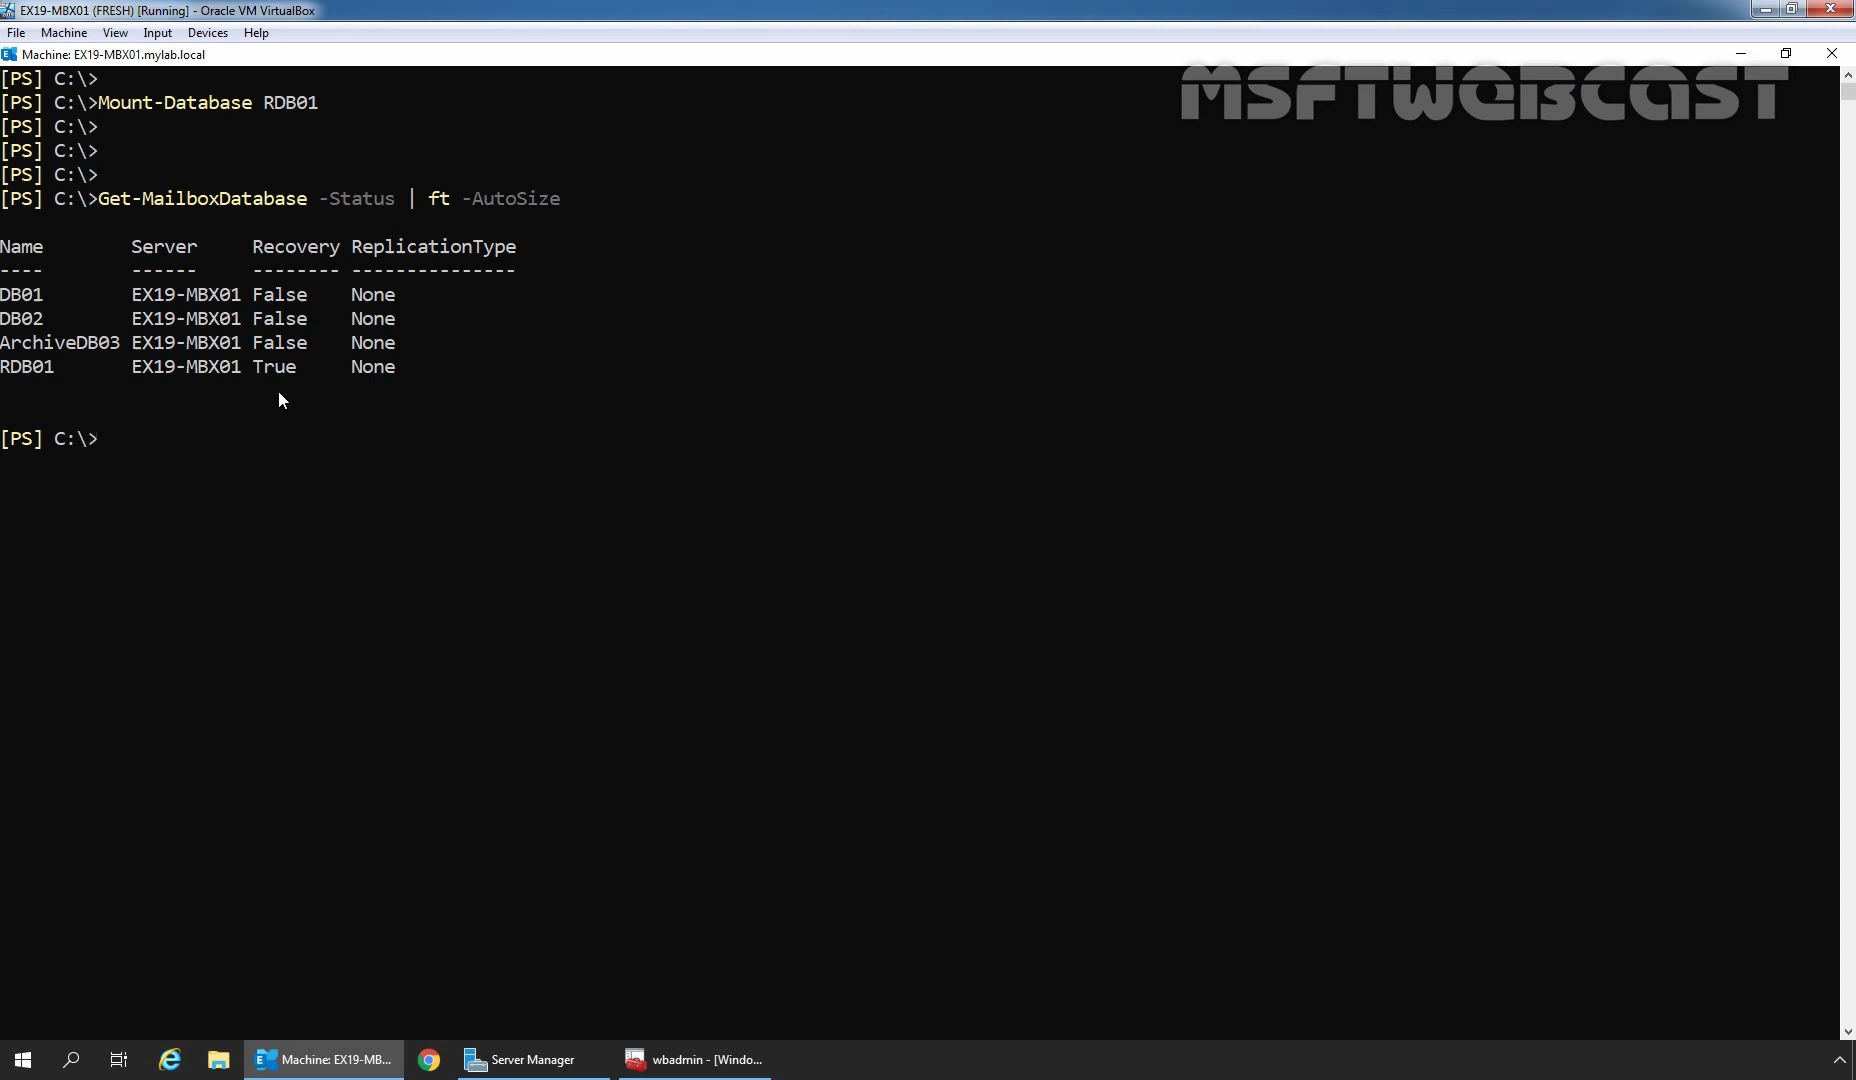 EX19-MBX01 (FRESH) [Running] - Oracle VM VirtualBox
File Machine View Input Devices Help
Machine: EX19-MBX01.mylab.local
MSFTWEBCAST
[PS] C:\>
[PS] C:\>Mount-Database RDB01
[PS] C:\>
[PS] C:\>
[PS] C:\>
[PS] C:\>Get-MailboxDatabase -Status | ft -AutoSize
Name Server Recovery ReplicationType
---- ------ -------- ---------------
DB01 EX19-MBX01 False None
DB02 EX19-MBX01 False None
ArchiveDB03 EX19-MBX01 False None
RDB01 EX19-MBX01 True None
[PS] C:\>
Machine: EX19-MB... Server Manager wbadmin - [Windo...